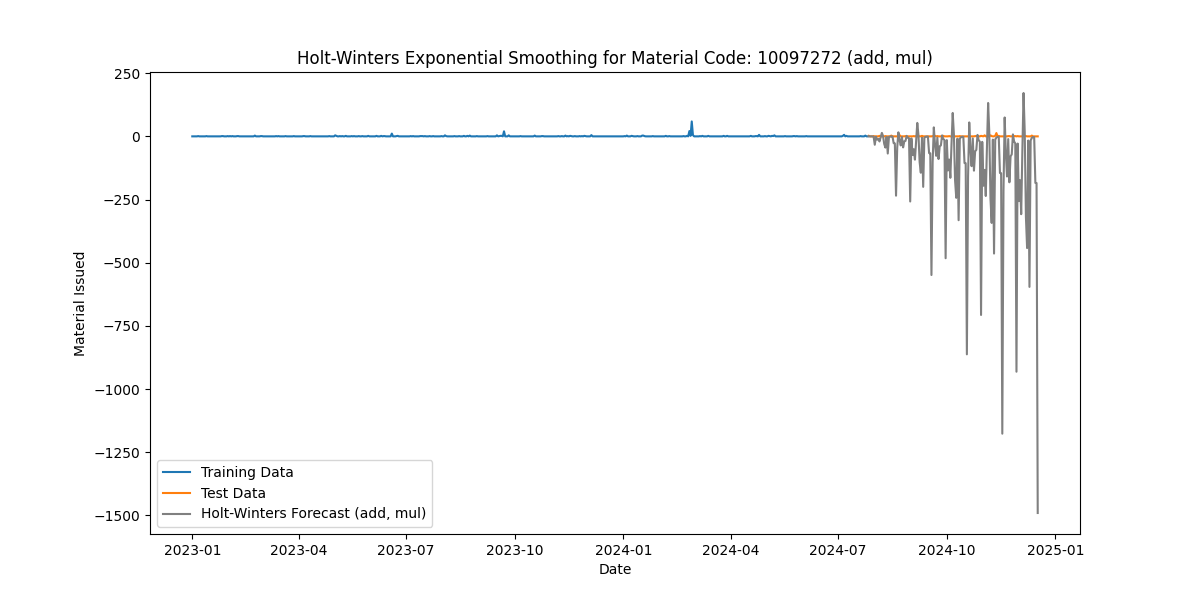 Holt-Winters Exponential Smoothing for Material Code: 10097272 (add, mul)
250
0
−250
−500
−750
−1000
−1250
−1500
Material Issued
Training Data
Test Data
Holt-Winters Forecast (add, mul)
2023-01
2023-04
2023-07
2023-10
2024-01
2024-04
2024-07
2024-10
2025-01
Date